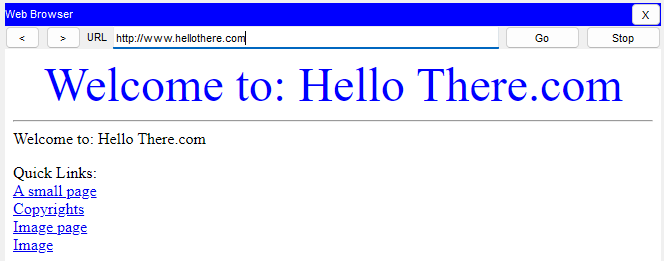 Web Browser X
< > URL http://www.hellothere.com Go Stop
Welcome to: Hello There.com
Welcome to: Hello There.com
Quick Links:
A small page
Copyrights
Image page
Image